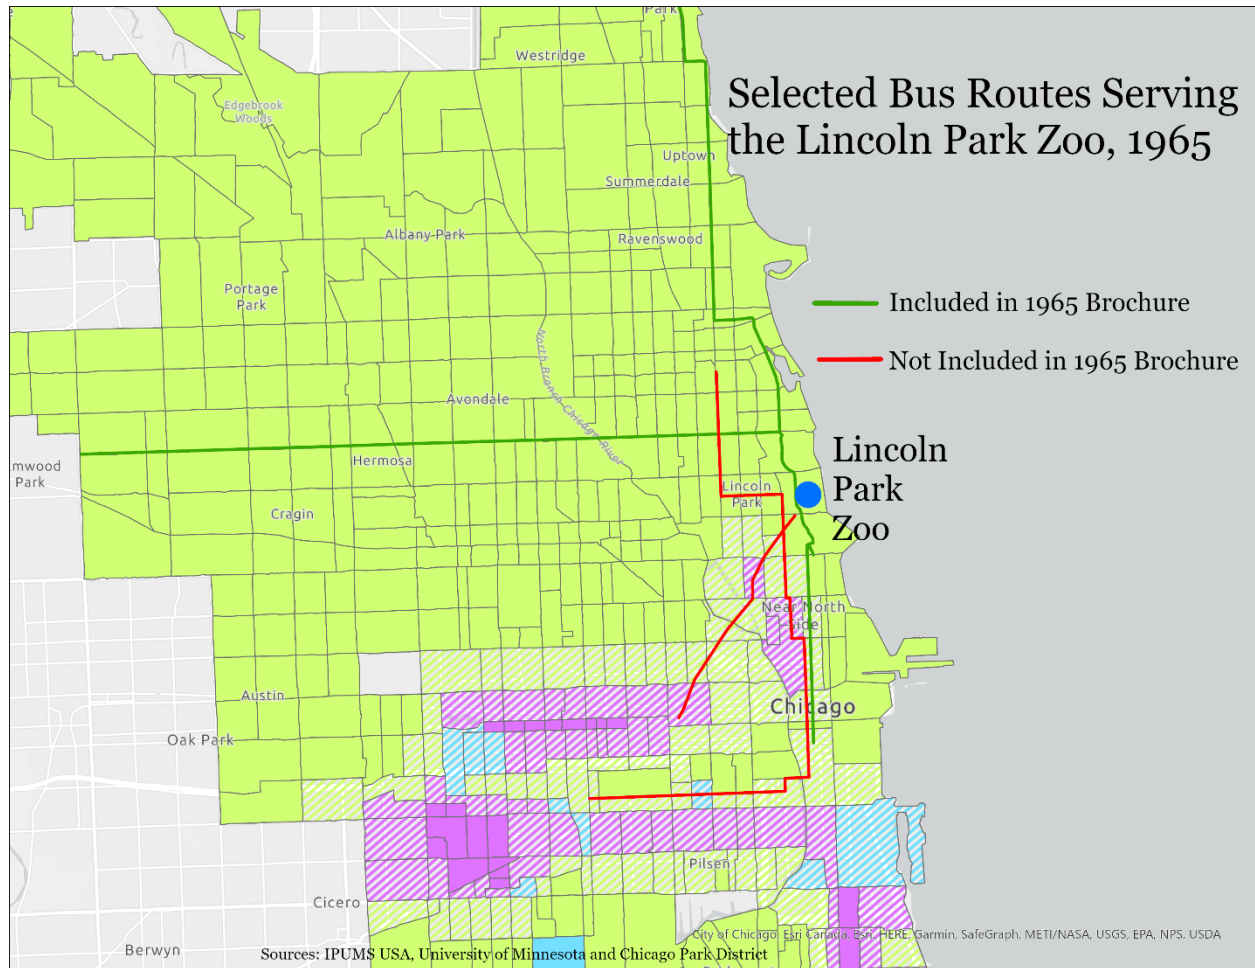 Park
Westridge
Selected Bus Routes Serving
the Lincoln Park Zoo, 1965
Edgebrook
Woods
Uptown
Summerdale
Albany Park
Ravenswood
Portage
Park
Included in 1965 Brochure
North Branch Chicago River
Not Included in 1965 Brochure
Avondale
Lincoln
Park
Zoo
Hermosa
mwood
Park
Lincoln
Park
Cragin
Near North
Side
Austin
Chicago
Oak Park
Pilsen
Cicero
City of Chicago, Esri Canada, Esri, HERE, Garmin, SafeGraph, METI/NASA, USGS, EPA, NPS, USDA
Berwyn
Sources: IPUMS USA, University of Minnesota and Chicago Park District